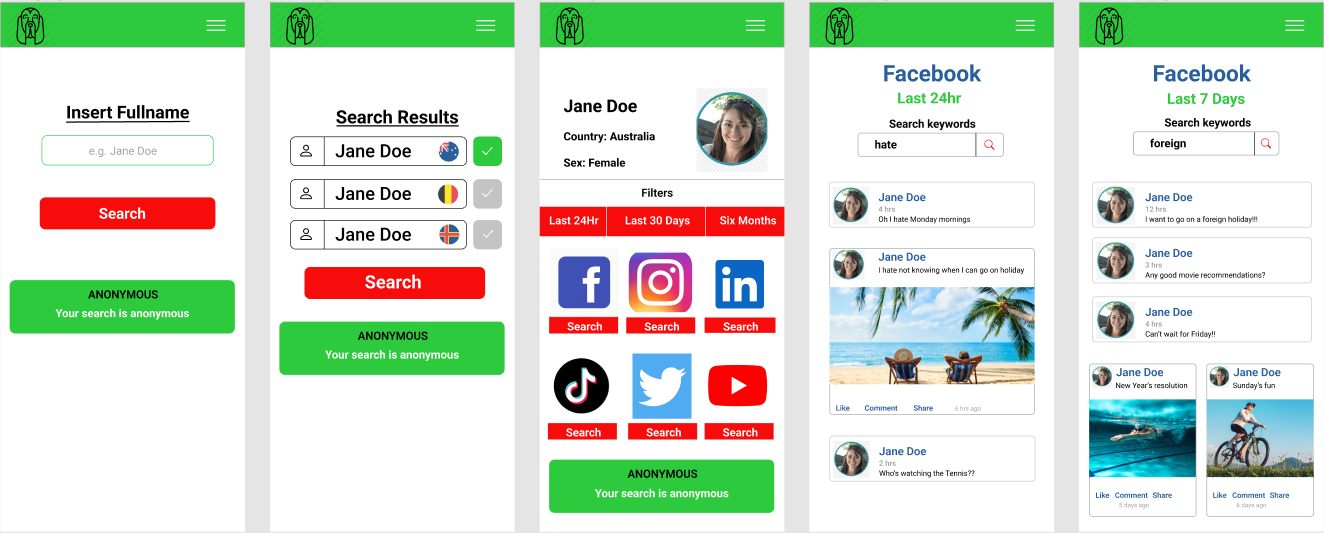 Insert Fullname
e.g. Jane Doe
Search
ANONYMOUS
Your search is anonymous
Search Results
Jane Doe
Jane Doe
Jane Doe
Search
ANONYMOUS
Your search is anonymous
Jane Doe
Country: Australia
Sex: Female
Filters
Last 24Hr Last 30 Days Six Months
f
in
Search Search Search
Search Search Search
ANONYMOUS
Your search is anonymous
Facebook
Last 24hr
Search keywords
hate
Jane Doe
4 hrs
Oh I hate Monday mornings
Jane Doe
I hate not knowing when I can go on holiday
Like Comment Share 6 hrs ago
Jane Doe
2 hrs
Who's watching the Tennis??
Facebook
Last 7 Days
Search keywords
foreign
Jane Doe
12 hrs
I want to go on a foreign holiday!!!
Jane Doe
3 hrs
Any good movie recommendations?
Jane Doe
4 hrs
Can't wait for Friday!!
Jane Doe
New Year's resolution
Like Comment Share
5 days ago
Jane Doe
Sunday's fun
Like Comment Share
6 days ago